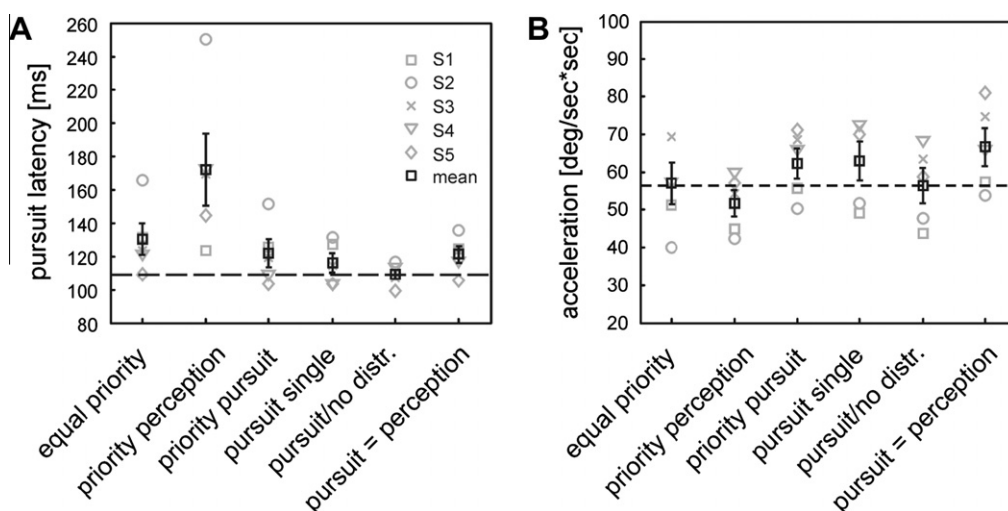 A
pursuit latency [ms]
260
240
220
200
180
160
140
120
100
80
S1
S2
S3
S4
S5
mean
equal priority
priority perception
priority pursuit
pursuit single
pursuit/no distr.
pursuit = perception
B
acceleration [deg/sec*sec]
100
90
80
70
60
50
40
30
20
equal priority
priority perception
priority pursuit
pursuit single
pursuit/no distr.
pursuit = perception